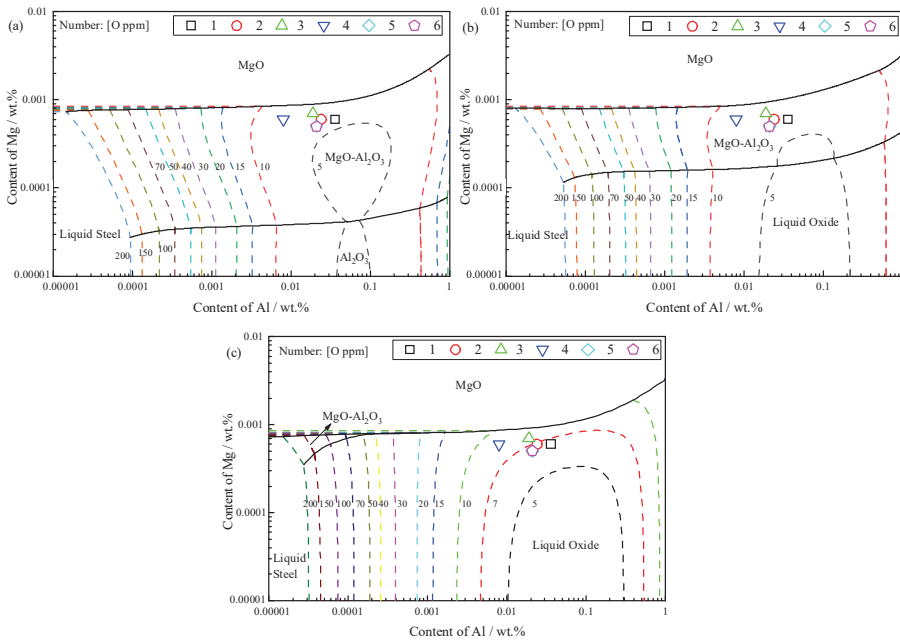 (a) Number: [O ppm] 1 2 3 4 5 6
0.01
0.001
0.0001
0.00001
Content of Mg / wt.%
MgO
MgO-Al₂O₃
Al₂O₃
Liquid Steel
70 50 40 30 20 15 10 5
200 150 100
0.00001 0.0001 0.001 0.01 0.1 1
Content of Al / wt.%
(b) Number: [O ppm] 1 2 3 4 5 6
0.01
0.001
0.0001
0.00001
Content of Mg / wt.%
MgO
MgO-Al₂O₃
Liquid Oxide
Liquid Steel
200 150 100 70 50 40 30 20 15 10 5
0.00001 0.0001 0.001 0.01 0.1
Content of Al / wt.%
(c) Number: [O ppm] 1 2 3 4 5 6
0.01
0.001
0.0001
0.00001
Content of Mg / wt.%
MgO
MgO-Al₂O₃
200 150 100 70 50 40 30 20 15 10 7 5
Liquid Oxide
Liquid
Steel
0.00001 0.0001 0.001 0.01 0.1 1
Content of Al / wt.%